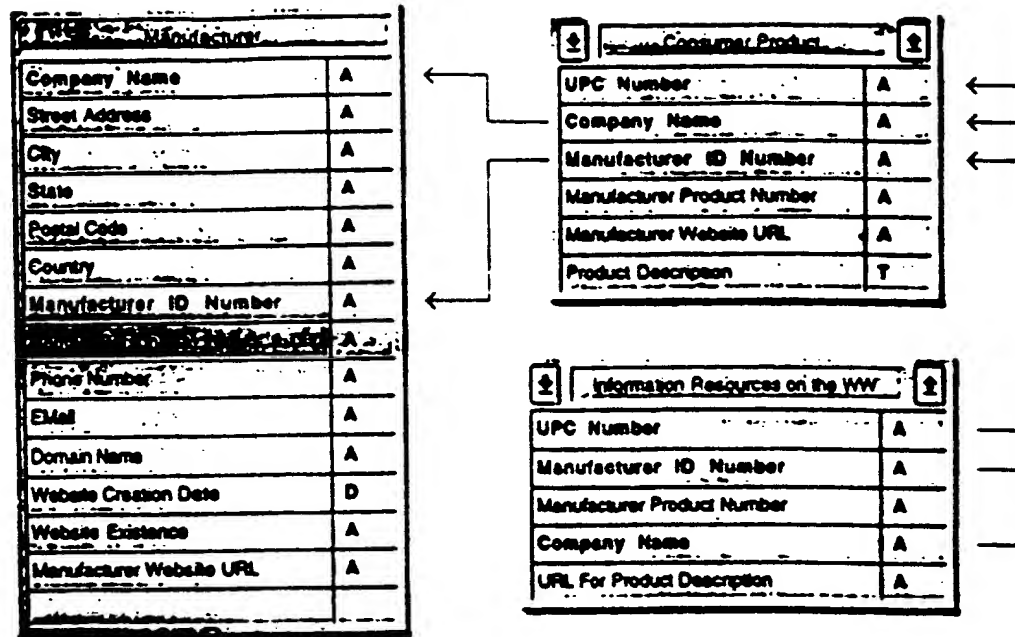 Manufacturer
Company Name A
Street Address A
City A
State A
Postal Code A
Country A
Manufacturer ID Number A
A
Phone Number A
EMail A
Domain Name A
Website Creation Date D
Website Existence A
Manufacturer Website URL A
Consumer Product
UPC Number A
Company Name A
Manufacturer ID Number A
Manufacturer Product Number A
Manufacturer Website URL A
Product Description T
Information Resources on the WW
UPC Number A
Manufacturer ID Number A
Manufacturer Product Number A
Company Name A
URL For Product Description A